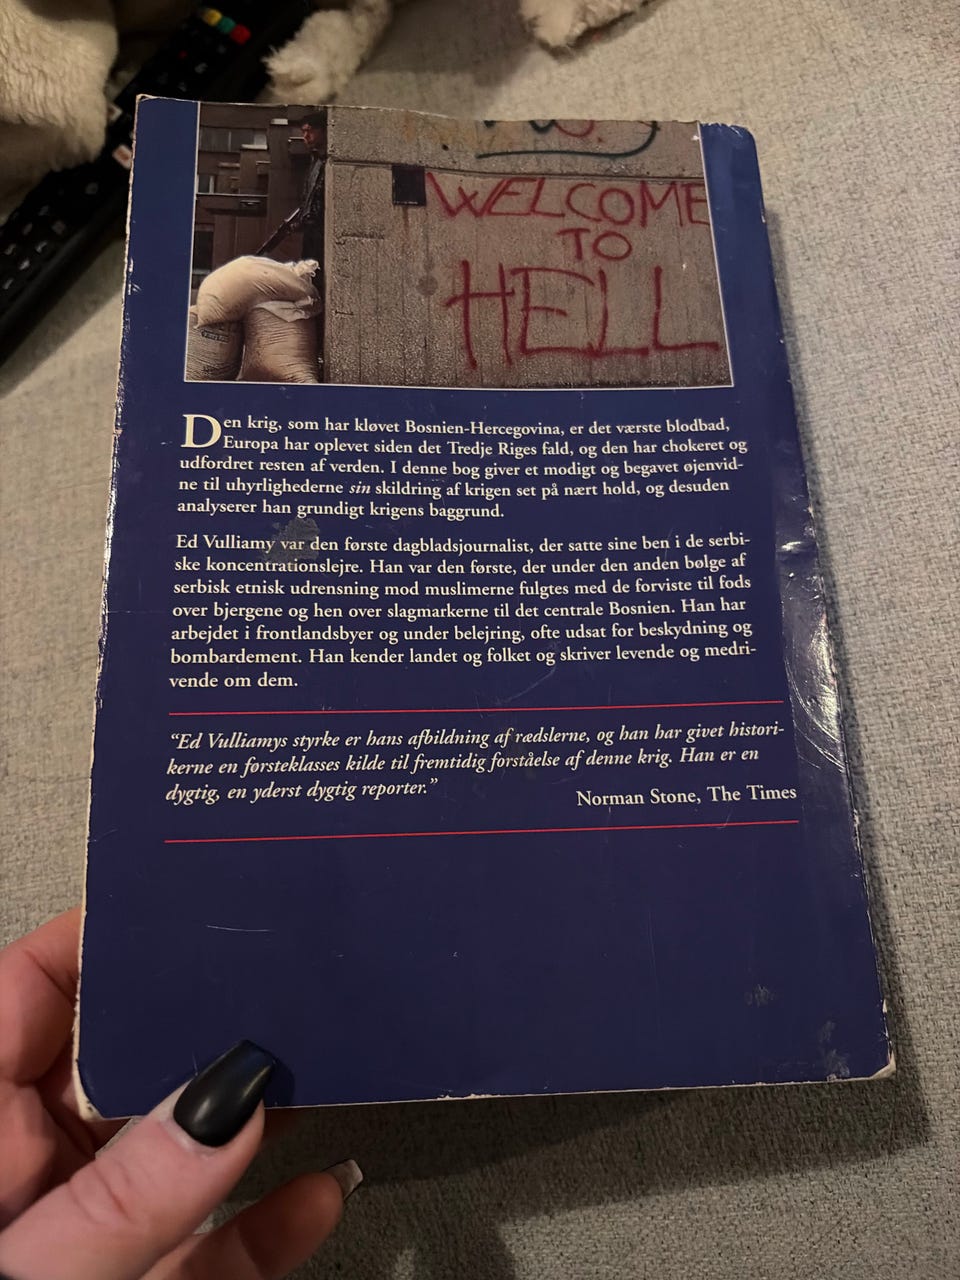 WELCOME
TO
HELL
Den krig, som har kløvet Bosnien-Hercegovina, er det værste blodbad,
Europa har oplevet siden det Tredje Riges fald, og den har chokeret og
udfordret resten af verden. I denne bog giver et modigt og begavet øjenvid-
ne til uhyrlighederne sin skildring af krigen set på nært hold, og desuden
analyserer han grundigt krigens baggrund.
Ed Vulliamy var den første dagbladsjournalist, der satte sine ben i de serbi-
ske koncentrationslejre. Han var den første, der under den anden bølge af
serbisk etnisk udrensning mod muslimerne fulgtes med de forviste til fods
over bjergene og hen over slagmarkerne til det centrale Bosnien. Han har
arbejdet i frontlandsbyer og under belejring, ofte udsat for beskydning og
bombardement. Han kender landet og folket og skriver levende og medri-
vende om dem.
“Ed Vulliamys styrke er hans afbildning af rædslerne, og han har givet histori-
kerne en førsteklasses kilde til fremtidig forståelse af denne krig. Han er en
dygtig, en yderst dygtig reporter.”
Norman Stone, The Times